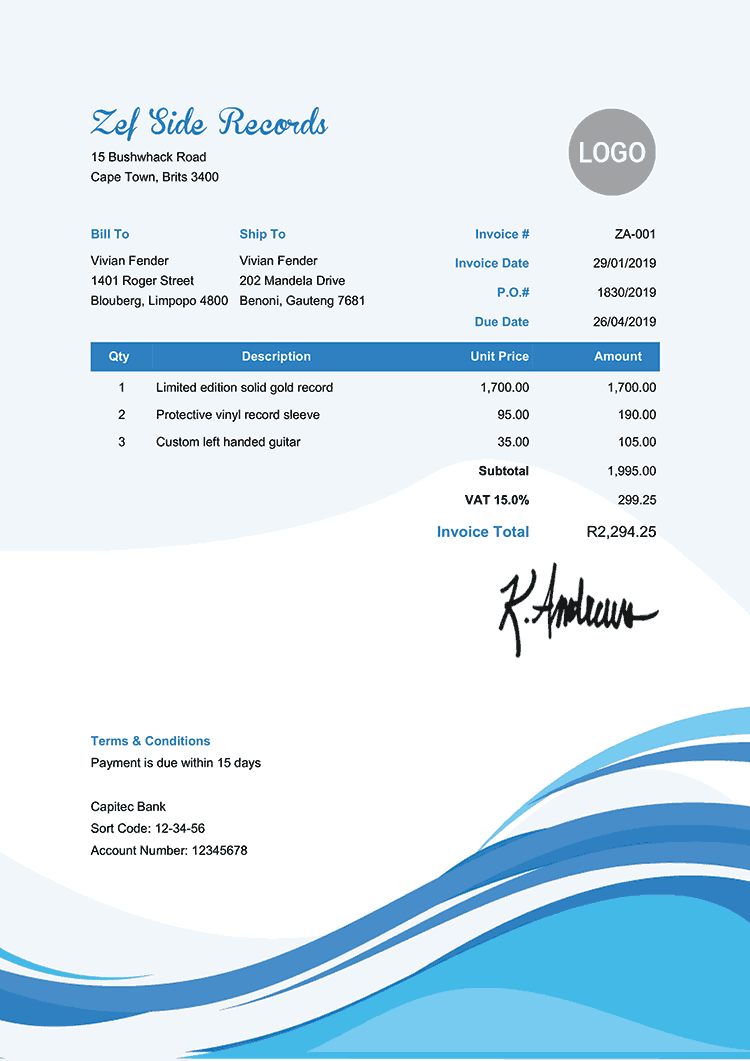 Zef Side Records
15 Bushwhack Road
Cape Town, Brits 3400
LOGO
Bill To Ship To Invoice # ZA-001
Vivian Fender Vivian Fender Invoice Date 29/01/2019
1401 Roger Street 202 Mandela Drive P.O.# 1830/2019
Blouberg, Limpopo 4800 Benoni, Gauteng 7681 Due Date 26/04/2019
Qty Description Unit Price Amount
1 Limited edition solid gold record 1,700.00 1,700.00
2 Protective vinyl record sleeve 95.00 190.00
3 Custom left handed guitar 35.00 105.00
Subtotal 1,995.00
VAT 15.0% 299.25
Invoice Total R2,294.25
K. Andrews
Terms & Conditions
Payment is due within 15 days
Capitec Bank
Sort Code: 12-34-56
Account Number: 12345678